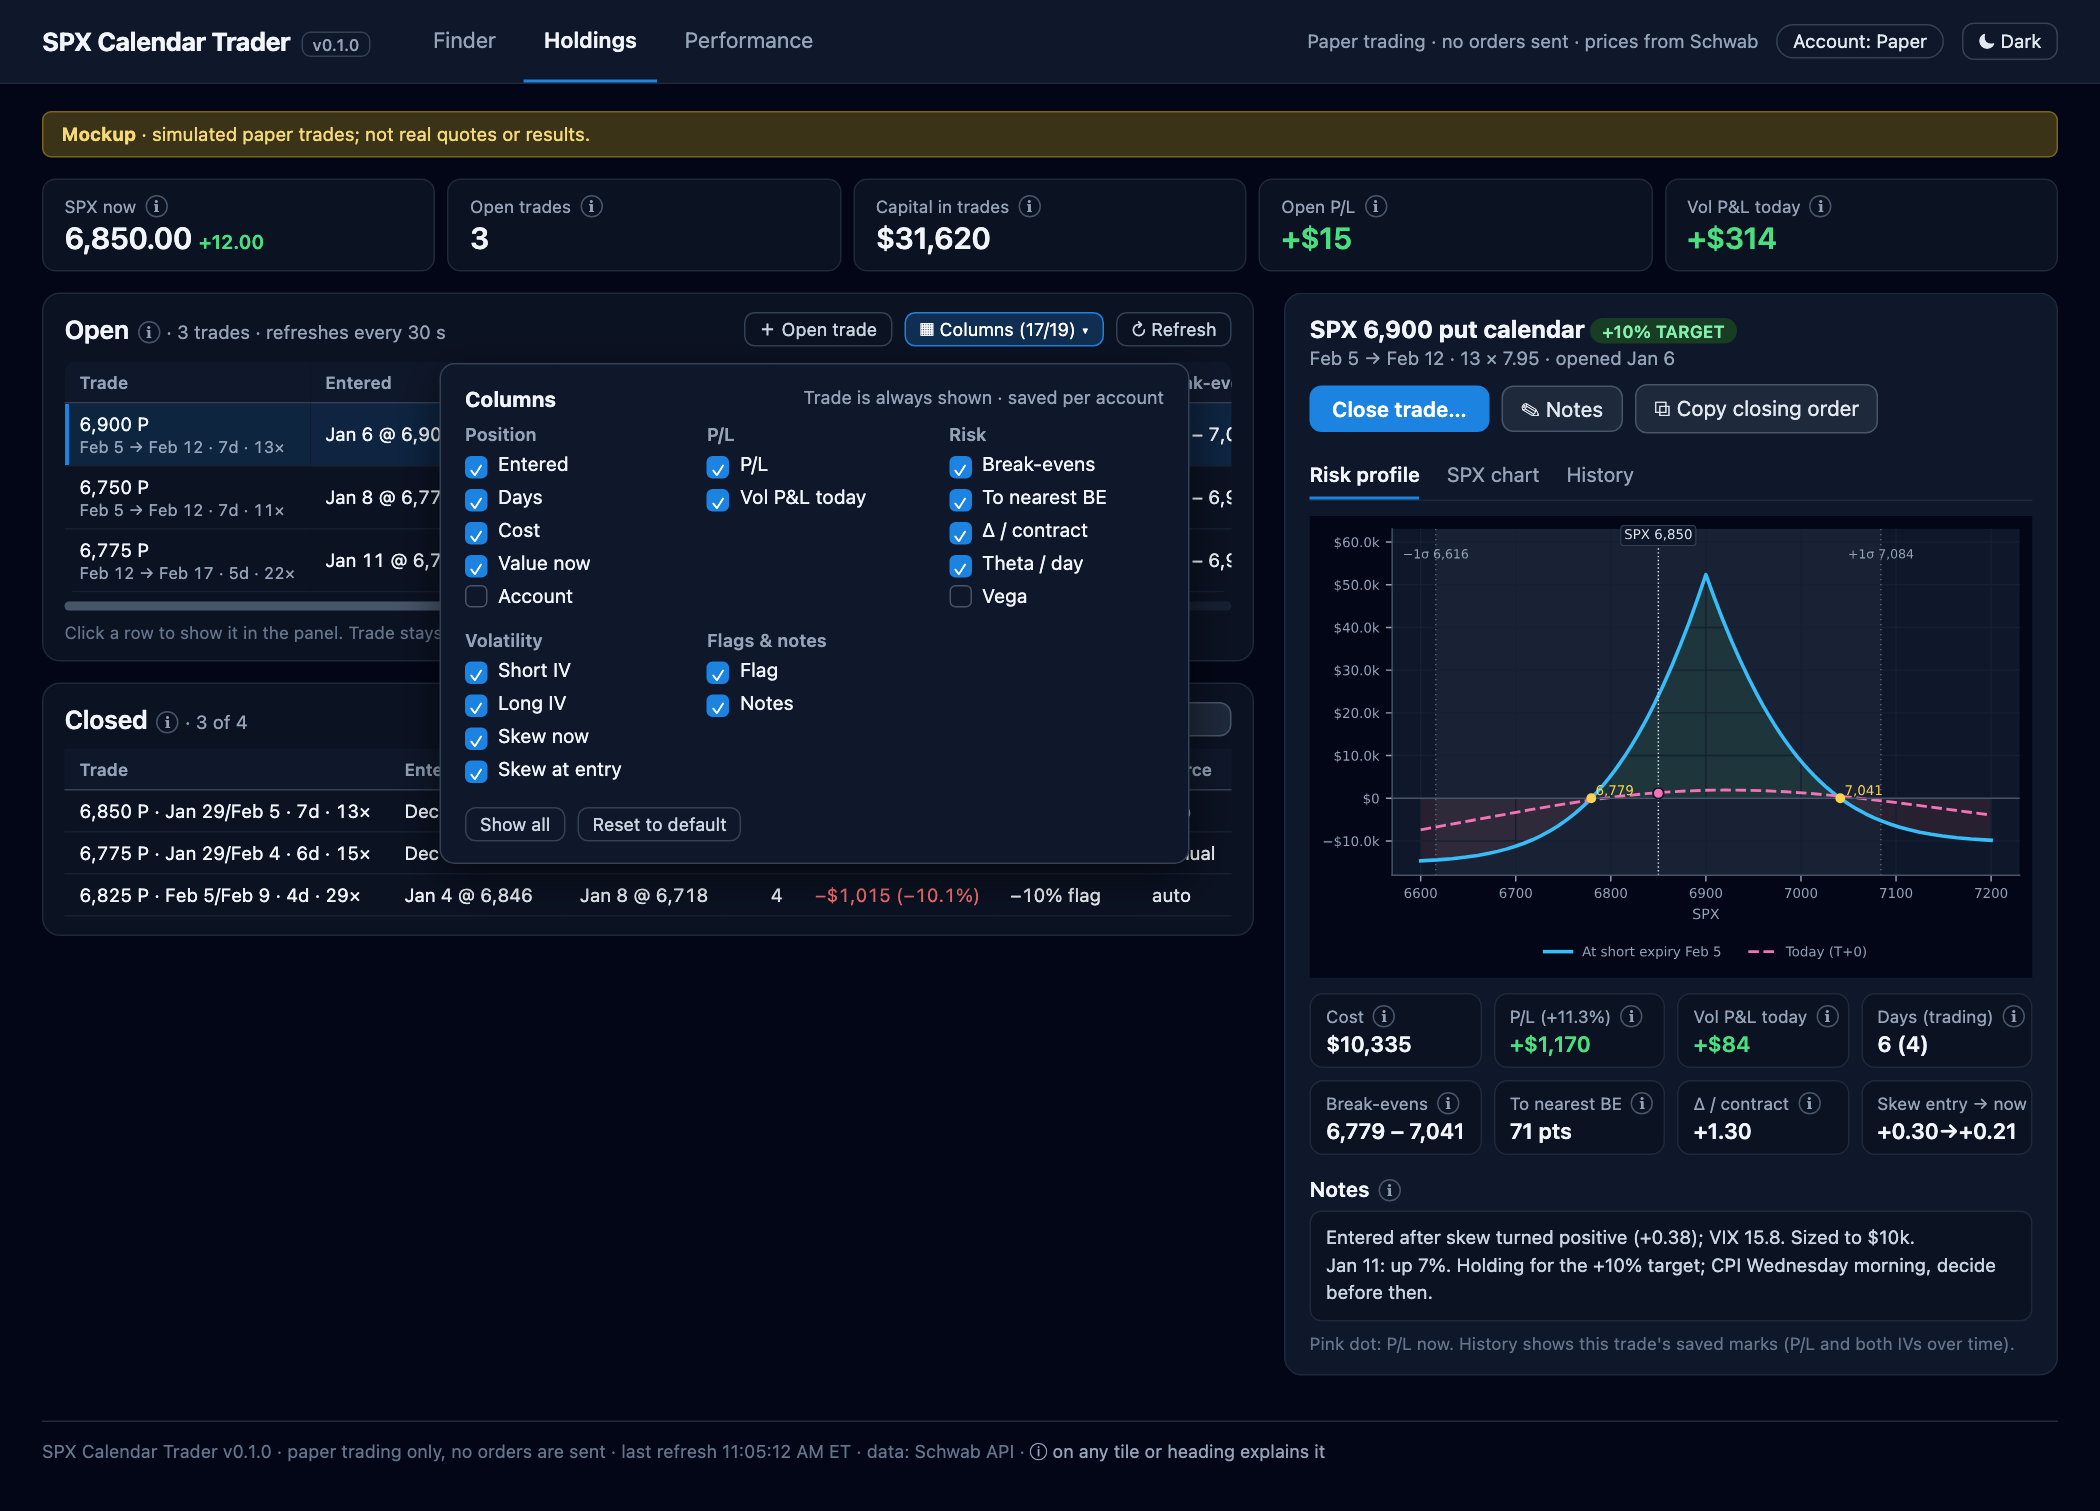 SPX Calendar Trader v0.1.0 Finder Holdings Performance Paper trading · no orders sent · prices from Schwab Account: Paper Dark
Mockup · simulated paper trades; not real quotes or results.
SPX now
6,850.00 +12.00
Open trades
3
Capital in trades
$31,620
Open P/L
+$15
Vol P&L today
+$314
Open · 3 trades · refreshes every 30 s
+ Open trade
Columns (17/19) ▾
Refresh
Trade Entered
6,900 P
Feb 5 → Feb 12 · 7d · 13×
Jan 6 @ 6,90
– 7,0
6,750 P
Feb 5 → Feb 12 · 7d · 11×
Jan 8 @ 6,77
– 6,9
6,775 P
Feb 12 → Feb 17 · 5d · 22×
Jan 11 @ 6,7
– 6,9
Click a row to show it in the panel. Trade stays
Columns
Trade is always shown · saved per account
Position
Entered
Days
Cost
Value now
Account
P/L
P/L
Vol P&L today
Risk
Break-evens
To nearest BE
Δ / contract
Theta / day
Vega
Volatility
Short IV
Long IV
Skew now
Skew at entry
Flags & notes
Flag
Notes
Show all
Reset to default
Closed · 3 of 4
Trade
6,850 P · Jan 29/Feb 5 · 7d · 13× Dec
6,775 P · Jan 29/Feb 4 · 6d · 15× Dec
6,825 P · Feb 5/Feb 9 · 4d · 29× Jan 4 @ 6,846 Jan 8 @ 6,718 4 −$1,015 (−10.1%) −10% flag auto
SPX 6,900 put calendar +10% TARGET
Feb 5 → Feb 12 · 13 × 7.95 · opened Jan 6
Close trade...
✎ Notes
Copy closing order
Risk profile SPX chart History
SPX 6,850
−1σ 6,616
+1σ 7,084
$60.0k
$50.0k
$40.0k
$30.0k
$20.0k
$10.0k
$0
−$10.0k
6,779
7,041
6600 6700 6800 6900 7000 7100 7200
SPX
At short expiry Feb 5 Today (T+0)
Cost
$10,335
P/L (+11.3%)
+$1,170
Vol P&L today
+$84
Days (trading)
6 (4)
Break-evens
6,779 – 7,041
To nearest BE
71 pts
Δ / contract
+1.30
Skew entry → now
+0.30→+0.21
Notes
Entered after skew turned positive (+0.38); VIX 15.8. Sized to $10k.
Jan 11: up 7%. Holding for the +10% target; CPI Wednesday morning, decide
before then.
Pink dot: P/L now. History shows this trade's saved marks (P/L and both IVs over time).
SPX Calendar Trader v0.1.0 · paper trading only, no orders are sent · last refresh 11:05:12 AM ET · data: Schwab API · ⓘ on any tile or heading explains it